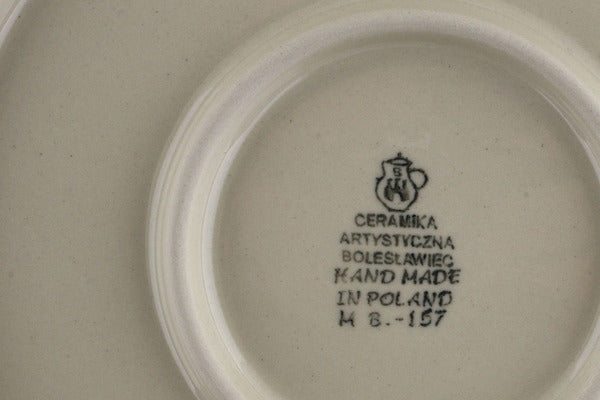 CERAMIKA
ARTYSTYCZNA
BOLESŁAWIEC
HAND MADE
IN POLAND
M B.-157